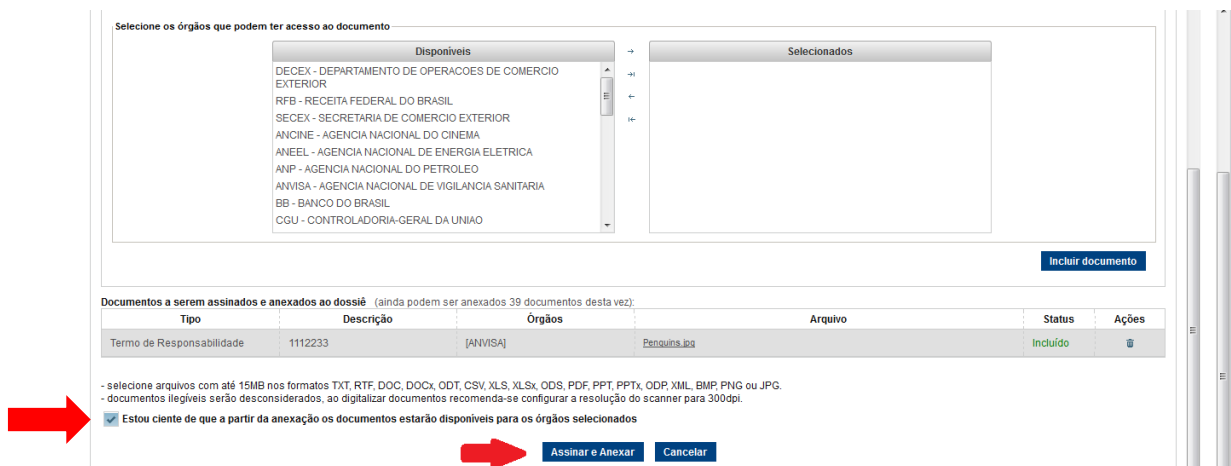 Selecione os órgãos que podem ter acesso ao documento
Disponíveis
DECEX - DEPARTAMENTO DE OPERACOES DE COMERCIO
EXTERIOR
RFB - RECEITA FEDERAL DO BRASIL
SECEX - SECRETARIA DE COMERCIO EXTERIOR
ANCINE - AGENCIA NACIONAL DO CINEMA
ANEEL - AGENCIA NACIONAL DE ENERGIA ELETRICA
ANP - AGENCIA NACIONAL DO PETROLEO
ANVISA - AGENCIA NACIONAL DE VIGILANCIA SANITARIA
BB - BANCO DO BRASIL
CGU - CONTROLADORIA-GERAL DA UNIAO
Selecionados
Incluir documento
Documentos a serem assinados e anexados ao dossiê (ainda podem ser anexados 39 documentos desta vez):
Tipo Descrição Órgãos Arquivo Status Ações
Termo de Responsabilidade 1112233 [ANVISA] Penguins.jpg Incluído
- selecione arquivos com até 15MB nos formatos TXT, RTF, DOC, DOCx, ODT, CSV, XLS, XLSx, ODS, PDF, PPT, PPTx, ODP, XML, BMP, PNG ou JPG.
- documentos ilegíveis serão desconsiderados, ao digitalizar documentos recomenda-se configurar a resolução do scanner para 300dpi.
Estou ciente de que a partir da anexação os documentos estarão disponíveis para os órgãos selecionados
Assinar e Anexar Cancelar